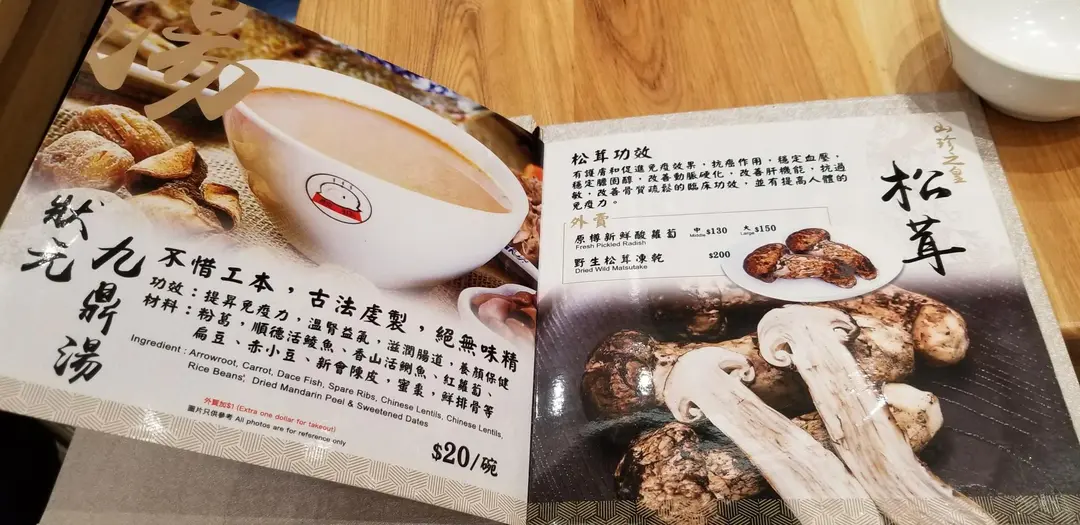 湯
狀元
九鼎湯
不惜工本，古法虔製，絕無味精
功效：提昇免疫力，溫腎益氣，滋潤腸道，養顏保健
材料：粉葛，順德活鯪魚、香山活鯽魚、紅蘿蔔、
扁豆、赤小豆、新會陳皮，蜜棗，鮮排骨等
Ingredient : Arrowroot, Carrot, Dace Fish, Spare Ribs, Chinese Lentils, Chinese Lentils,
Rice Beans, Dried Mandarin Peel & Sweetened Dates
外賣加$1 (Extra one dollar for takeout)
圖片只供參考 All photos are for reference only
$20/碗
山珍之皇
松茸
松茸功效
有護膚和促進免疫效果，抗癌作用，穩定血壓，
穩定膽固醇，改善動脈硬化，改善肝機能，抗過
敏，改善骨質疏鬆的臨床功效，並有提高人體的
免疫力。
外賣
原樽新鮮酸蘿蔔 中 $130 大 $150
Fresh Pickled Radish Middle Large
野生松茸凍乾 $200
Dried Wild Matsutake